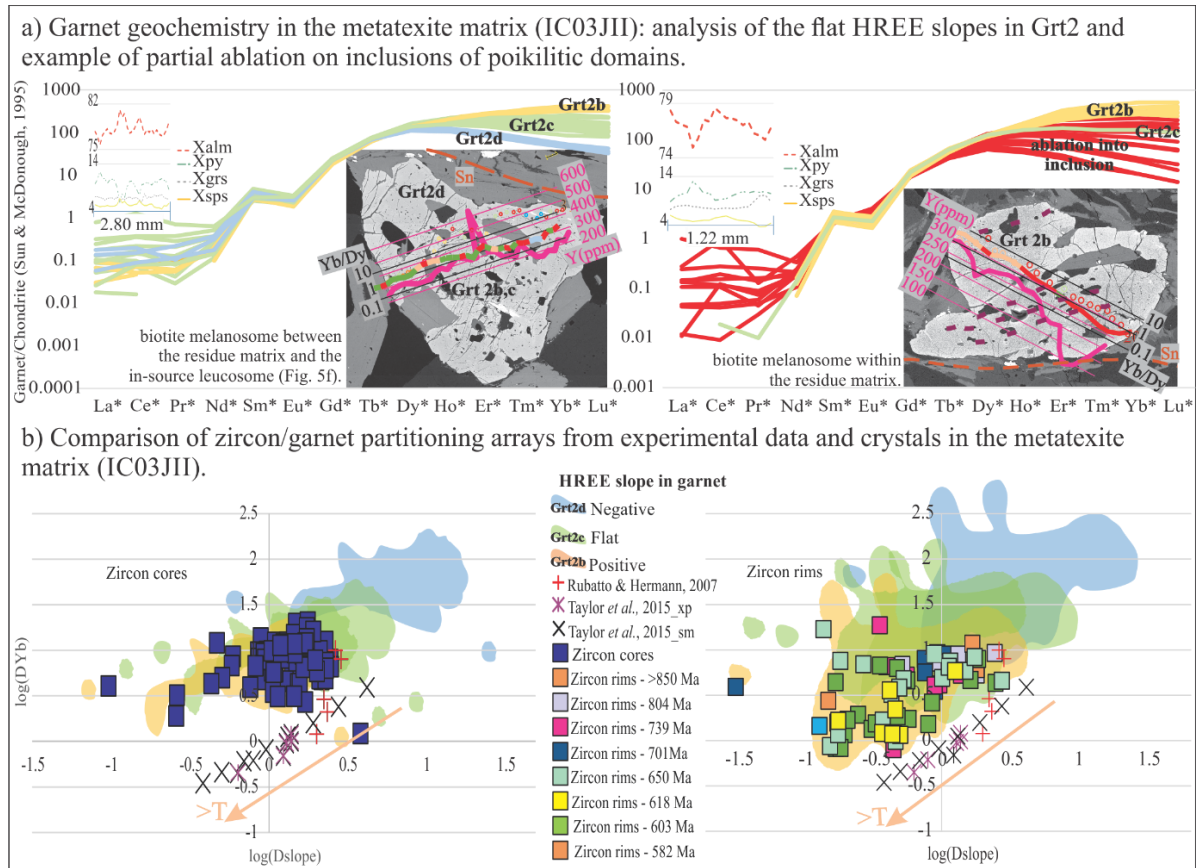 a) Garnet geochemistry in the metatexite matrix (IC03JII): analysis of the flat HREE slopes in Grt2 and
example of partial ablation on inclusions of poikilitic domains.
Garnet/Chondrite (Sun & McDonough, 1995)
1000
100
10
1
0.1
0.01
0.001
0.0001
82
75
14
4
Xalm
Xpy
Xgrs
Xsps
2.80 mm
Grt2b
Grt2c
Grt2d
Grt2d
Sn
600
500
400
300
200
Y(ppm)
Yb/Dy
10
1
0.1
Grt 2b,c
biotite melanosome between
the residue matrix and the
in-source leucosome (Fig. 5f).
La* Ce* Pr* Nd* Sm* Eu* Gd* Tb* Dy* Ho* Er* Tm* Yb* Lu*
1000
100
10
1
0.1
0.01
0.001
79
74
14
4
Xalm
Xpy
Xgrs
Xsps
1.22 mm
Grt2b
Grt2c
ablation into
inclusion
Y(ppm)
300
250
200
150
100
Grt 2b
10
1
0.1
Yb/Dy
Sn
biotite melanosome within
the residue matrix.
La* Ce* Pr* Nd* Sm* Eu* Gd* Tb* Dy* Ho* Er* Tm* Yb* Lu*
b) Comparison of zircon/garnet partitioning arrays from experimental data and crystals in the metatexite
matrix (IC03JII).
Zircon cores
log(DYb)
2.5
2
1.5
1
0.5
0
-0.5
-1
-1.5 -1 -0.5 0 0.5 1 1.5
>T
log(Dslope)
HREE slope in garnet
Grt2d Negative
Grt2c Flat
Grt2b Positive
Rubatto & Hermann, 2007
Taylor et al., 2015_xp
Taylor et al., 2015_sm
Zircon cores
Zircon rims - >850 Ma
Zircon rims - 804 Ma
Zircon rims - 739 Ma
Zircon rims - 701Ma
Zircon rims - 650 Ma
Zircon rims - 618 Ma
Zircon rims - 603 Ma
Zircon rims - 582 Ma
Zircon rims
2.5
2
1.5
1
0.5
0
-0.5
-1
-1.5 -1 -0.5 0 0.5 1 1.5
>T
log(Dslope)